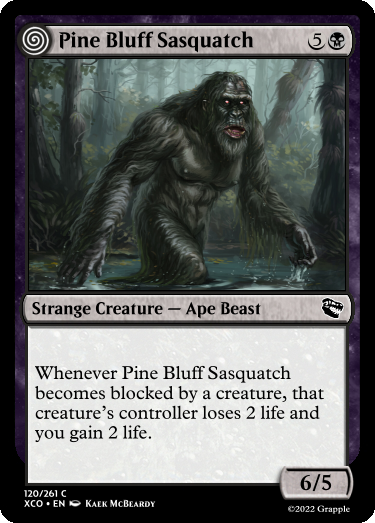 Pine Bluff Sasquatch 5
Strange Creature — Ape Beast
Whenever Pine Bluff Sasquatch
becomes blocked by a creature, that
creature's controller loses 2 life and
you gain 2 life.
6/5
120/261 C
XCO • EN Kaek McBeardy
©2022 Grapple